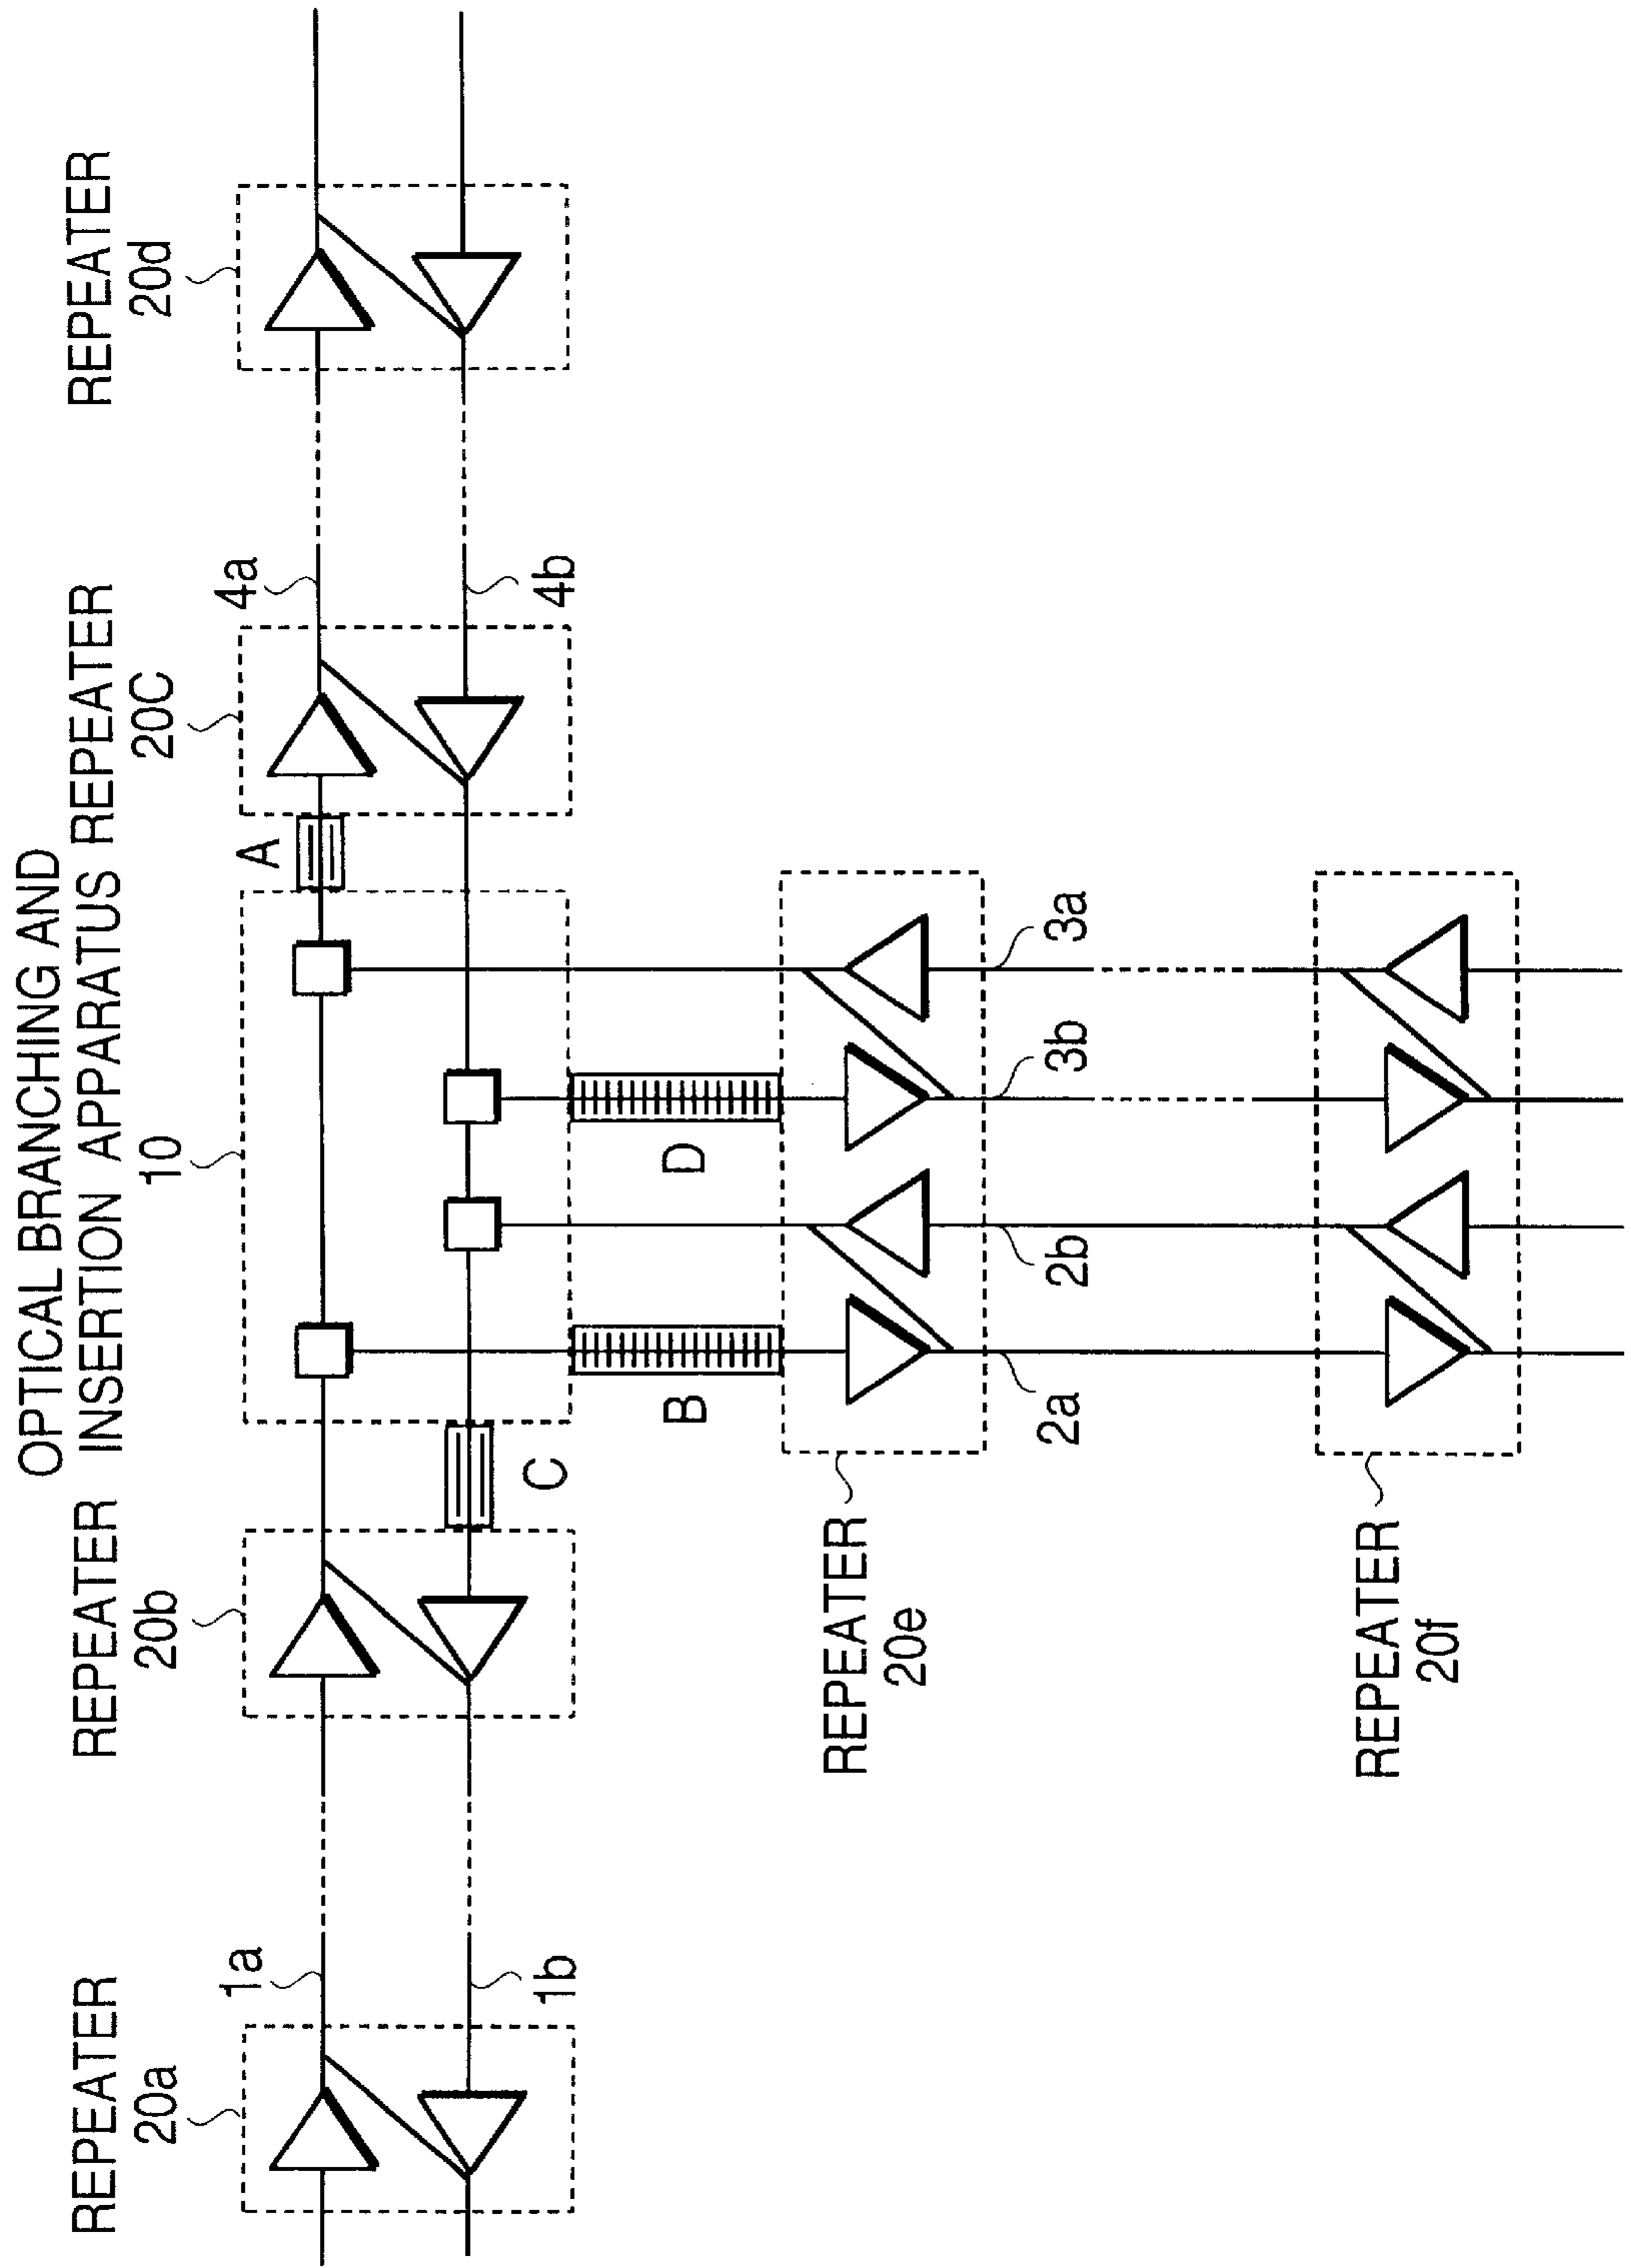 OPTICAL BRANCHING AND
INSERTION APPARATUS
10
REPEATER
20a
REPEATER
20b
REPEATER
20C
REPEATER
20d
1a
1b
4a
4b
A
C
B
D
REPEATER
20e
2a
2b
3b
3a
REPEATER
20f